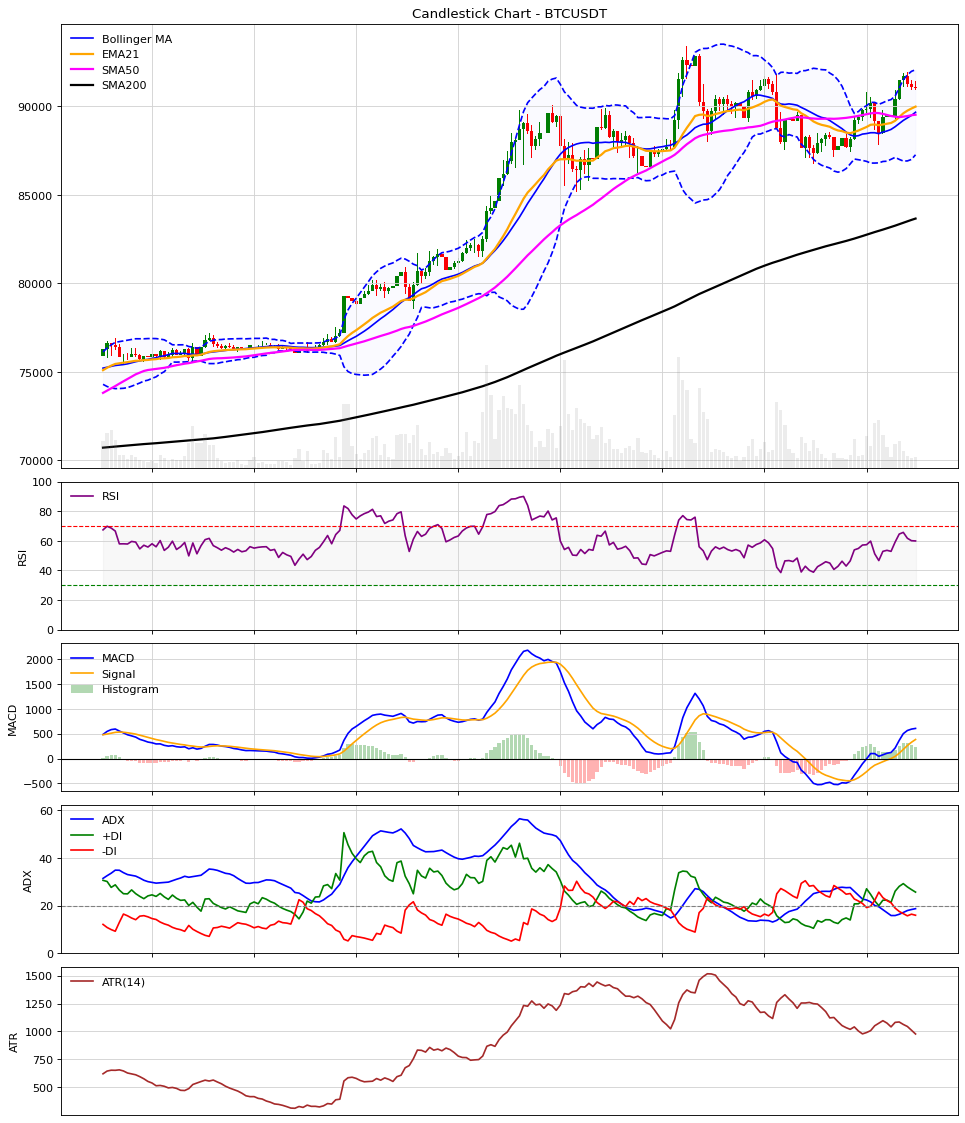 Candlestick Chart - BTCUSDT
Bollinger MA
EMA21
SMA50
SMA200
90000
85000
80000
75000
70000
RSI
100
80
60
40
20
0
RSI
MACD
Signal
Histogram
2000
1500
1000
500
0
−500
MACD
ADX
+DI
-DI
60
40
20
0
ADX
ATR(14)
1500
1250
1000
750
500
ATR